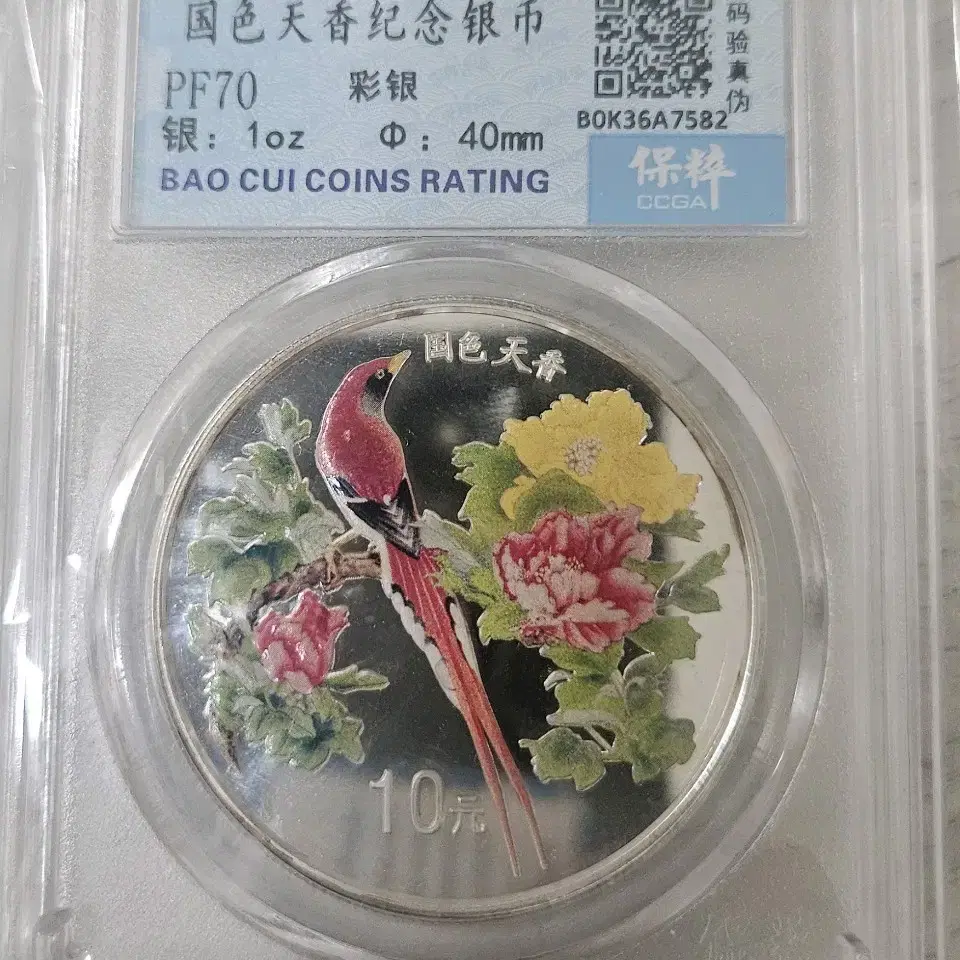 国色天香纪念银币
PF70 彩银
银：1oz Φ：40mm
BAO CUI COINS RATING
码验真伪
B0K36A7582
保粹
CCGA
国色天香
10元